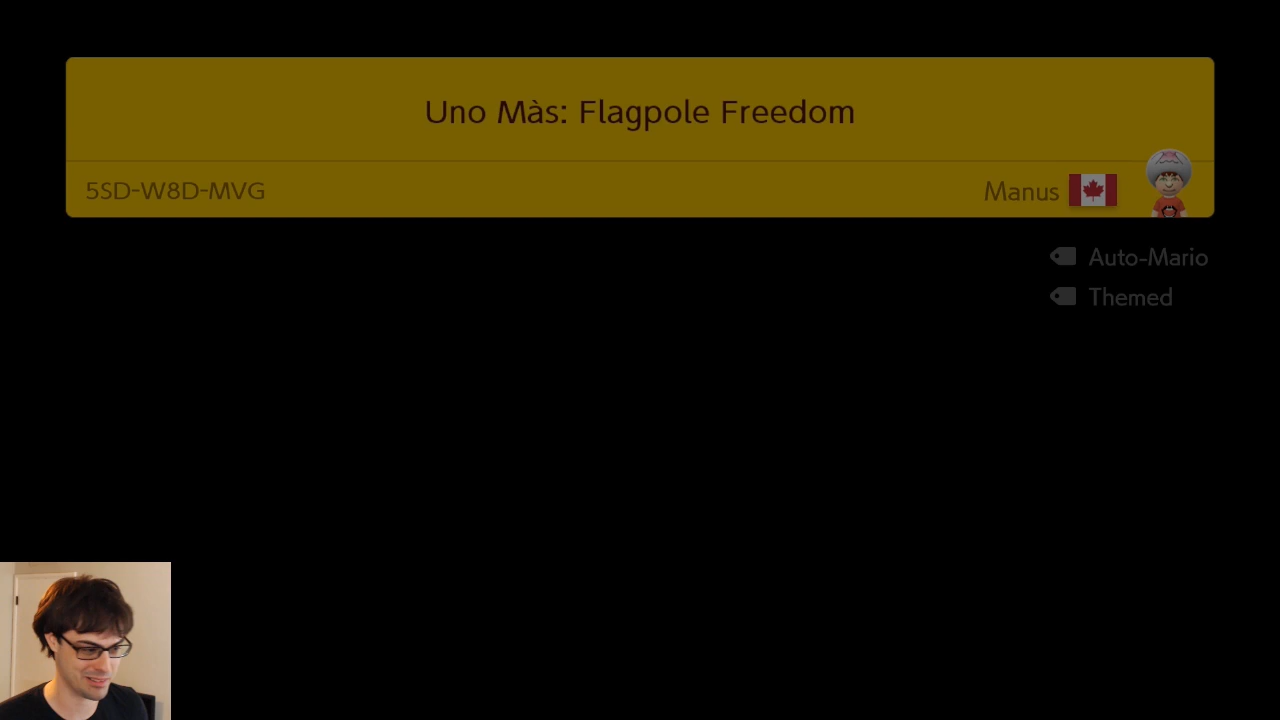 Uno Màs: Flagpole Freedom
5SD-W8D-MVG
Manus
Auto-Mario
Themed